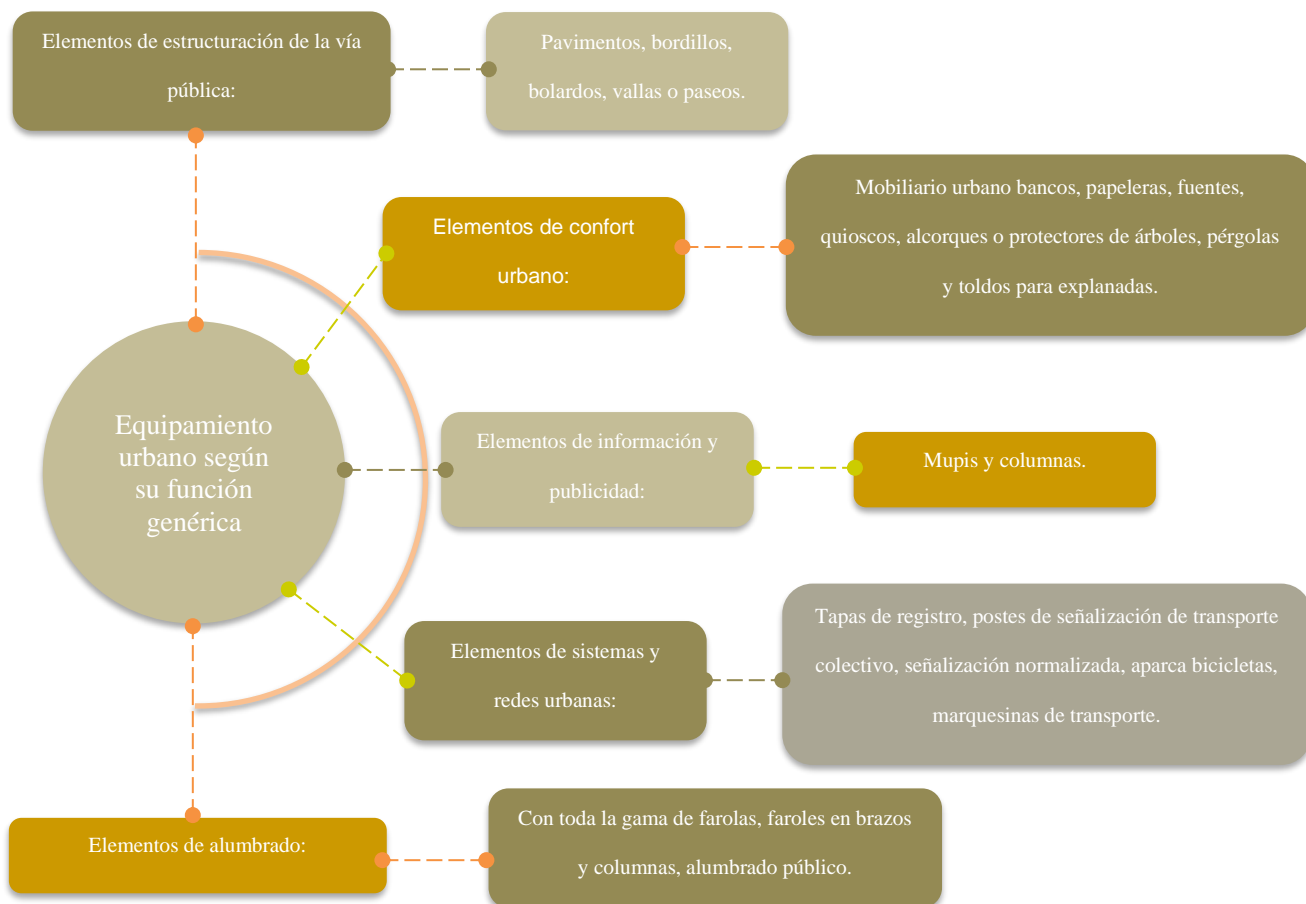 Elementos de estructuración de la vía
pública:
Pavimentos, bordillos,
bolardos, vallas o paseos.
Elementos de confort
urbano:
Mobiliario urbano bancos, papeleras, fuentes,
quioscos, alcorques o protectores de árboles, pérgolas
y toldos para explanadas.
Equipamiento
urbano según
su función
genérica
Elementos de información y
publicidad:
Mupis y columnas.
Elementos de sistemas y
redes urbanas:
Tapas de registro, postes de señalización de transporte
colectivo, señalización normalizada, aparca bicicletas,
marquesinas de transporte.
Elementos de alumbrado:
Con toda la gama de farolas, faroles en brazos
y columnas, alumbrado público.